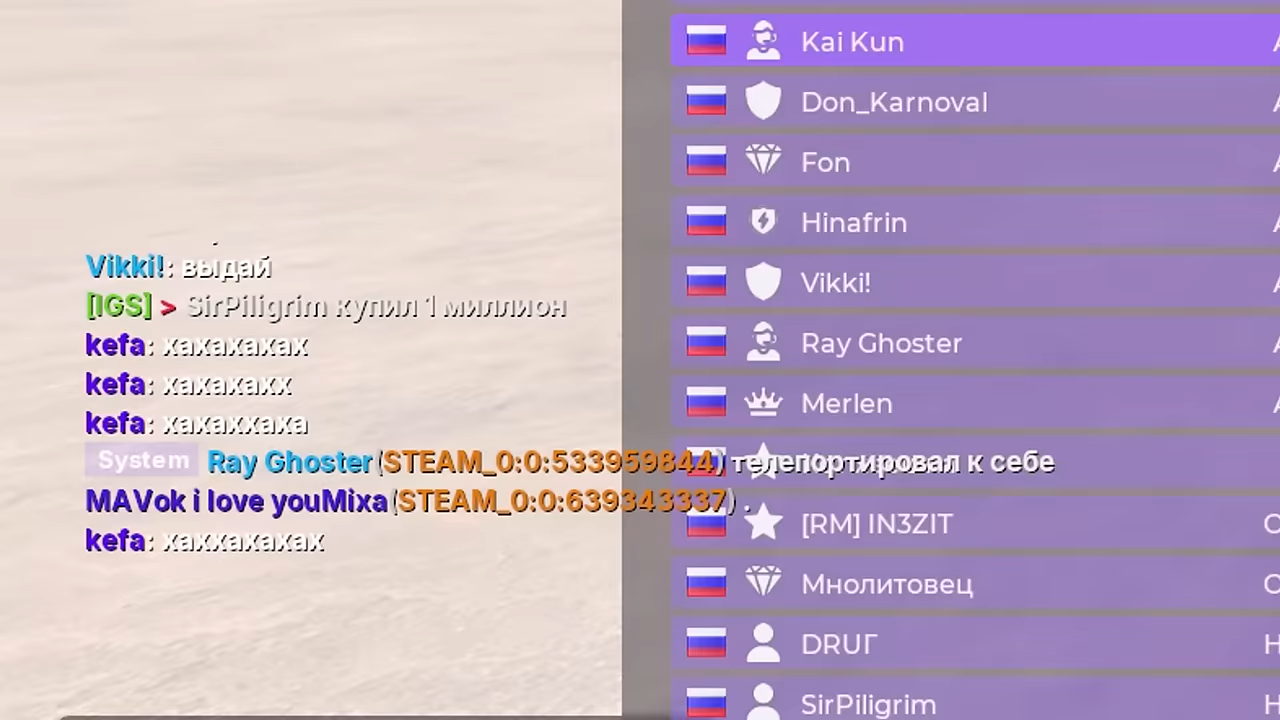 Vikki!: выдай
[IGS] > SirPiligrim купил 1 миллион
kefa: хахахахах
kefa: хахахахх
kefa: хахаххаха
System Ray Ghoster(STEAM_0:0:533959844) телепортировал к себе
MAVok i love youMixa(STEAM_0:0:639343337) .
kefa: хаххахахах
Kai Kun
Don_Karnoval
Fon
Hinafrin
Vikki!
Ray Ghoster
Merlen
[RM] IN3ZIT
Мнолитовец
DRUГ
SirPiligrim